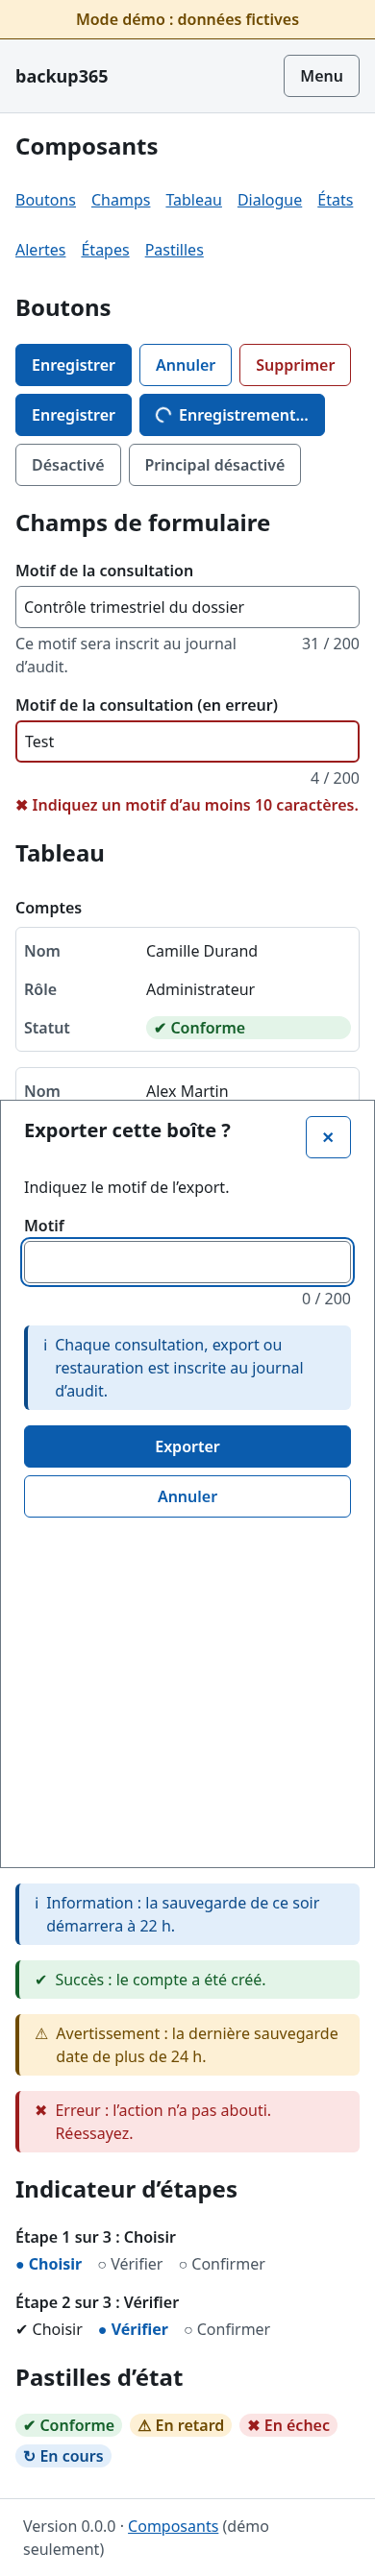 Mode démo : données fictives
backup365
Menu
Composants
Boutons Champs Tableau Dialogue États
Alertes Étapes Pastilles
Boutons
Enregistrer Annuler Supprimer
Enregistrer Enregistrement…
Désactivé Principal désactivé
Champs de formulaire
Motif de la consultation
Contrôle trimestriel du dossier
Ce motif sera inscrit au journal 31 / 200
d’audit.
Motif de la consultation (en erreur)
Test
4 / 200
✖ Indiquez un motif d’au moins 10 caractères.
Tableau
Comptes
Nom Camille Durand
Rôle Administrateur
Statut ✔ Conforme
Nom Alex Martin
Exporter cette boîte ? ✕
Indiquez le motif de l’export.
Motif
0 / 200
i Chaque consultation, export ou
restauration est inscrite au journal
d’audit.
Exporter
Annuler
i Information : la sauvegarde de ce soir
démarrera à 22 h.
✔ Succès : le compte a été créé.
⚠ Avertissement : la dernière sauvegarde
date de plus de 24 h.
✖ Erreur : l’action n’a pas abouti.
Réessayez.
Indicateur d’étapes
Étape 1 sur 3 : Choisir
● Choisir ○ Vérifier ○ Confirmer
Étape 2 sur 3 : Vérifier
✔ Choisir ● Vérifier ○ Confirmer
Pastilles d’état
✔ Conforme ⚠ En retard ✖ En échec
↻ En cours
Version 0.0.0 · Composants (démo
seulement)